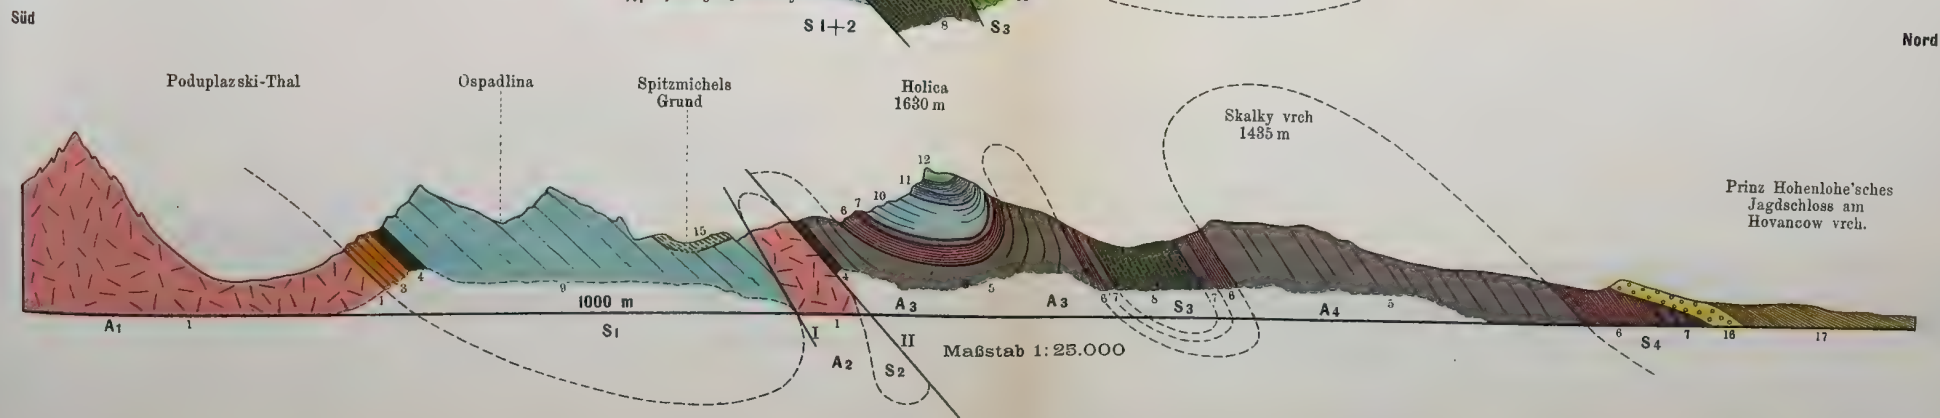 Süd
S 1+2
8
S3
Nord
Poduplazski-Thal
Ospadlina
Spitzmichels
Grund
Holica
1630 m
Skalky vrch
1435 m
Prinz Hohenlohe'sches
Jagdschloss am
Hovancow vrch.
12
11
10
7
6
15
4
3
1
9
1000 m
4
5
6 7
8
7
6
5
A1
1
S1
I
1
A2
II
S2
A3
A3
S3
A4
6
S4
7
16
17
Maßstab 1:25.000